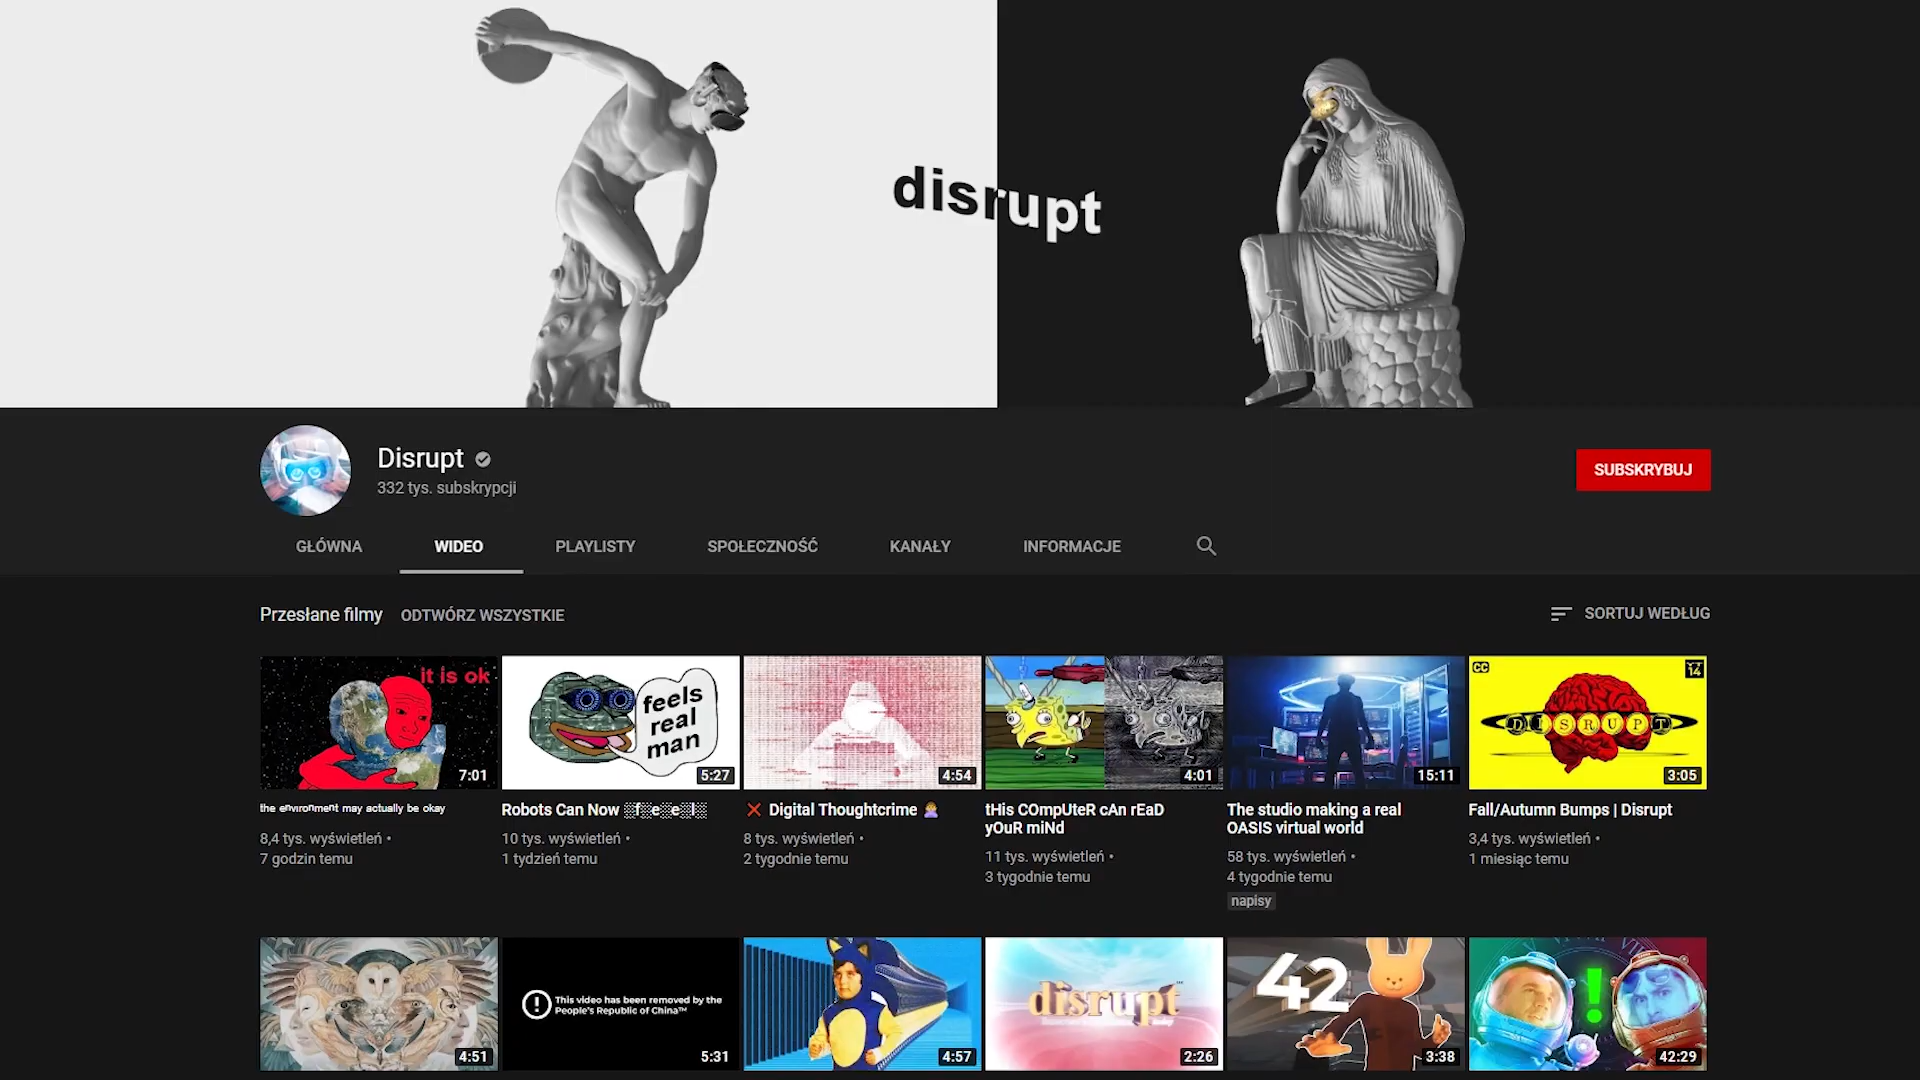 disrupt
Disrupt
332 tys. subskrypcji
SUBSKRYBUJ
GŁÓWNA
WIDEO
PLAYLISTY
SPOŁECZNOŚĆ
KANAŁY
INFORMACJE
Przesłane filmy
ODTWÓRZ WSZYSTKIE
SORTUJ WEDŁUG
it is ok
7:01
feels
real
man
5:27
4:54
4:01
15:11
CC
14
DISRUPT
3:05
the environment may actually be okay
8,4 tys. wyświetleń •
7 godzin temu
Robots Can Now ░f░e░e░l░
10 tys. wyświetleń •
1 tydzień temu
❌ Digital Thoughtcrime 🙍
8 tys. wyświetleń •
2 tygodnie temu
tHis COmpUteR cAn rEaD
yOuR miNd
11 tys. wyświetleń •
3 tygodnie temu
The studio making a real
OASIS virtual world
58 tys. wyświetleń •
4 tygodnie temu
napisy
Fall/Autumn Bumps | Disrupt
3,4 tys. wyświetleń •
1 miesiąc temu
4:51
This video has been removed by the
People's Republic of China™
5:31
4:57
disrupt™
2:26
42
3:38
!
42:29